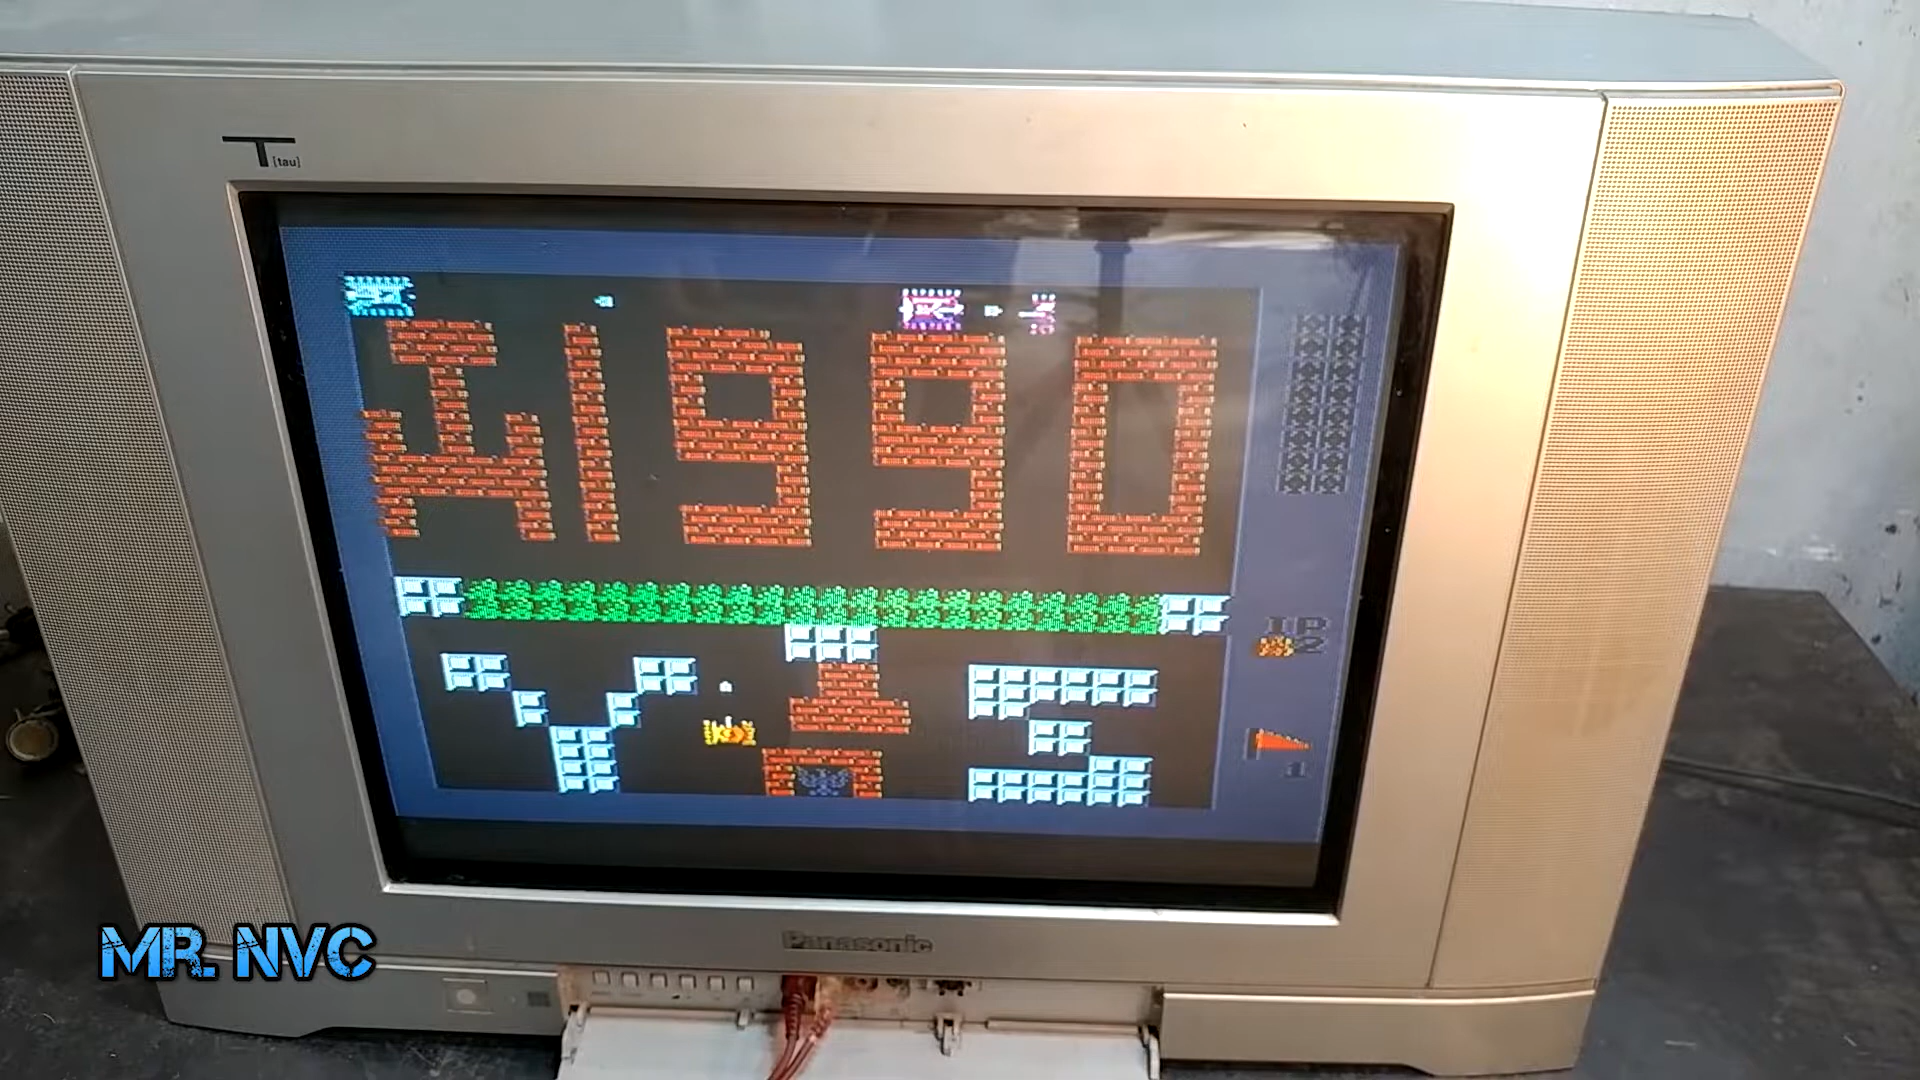 T
[tau]
1990
IP
2
1
Y S
Panasonic
MR. NVC